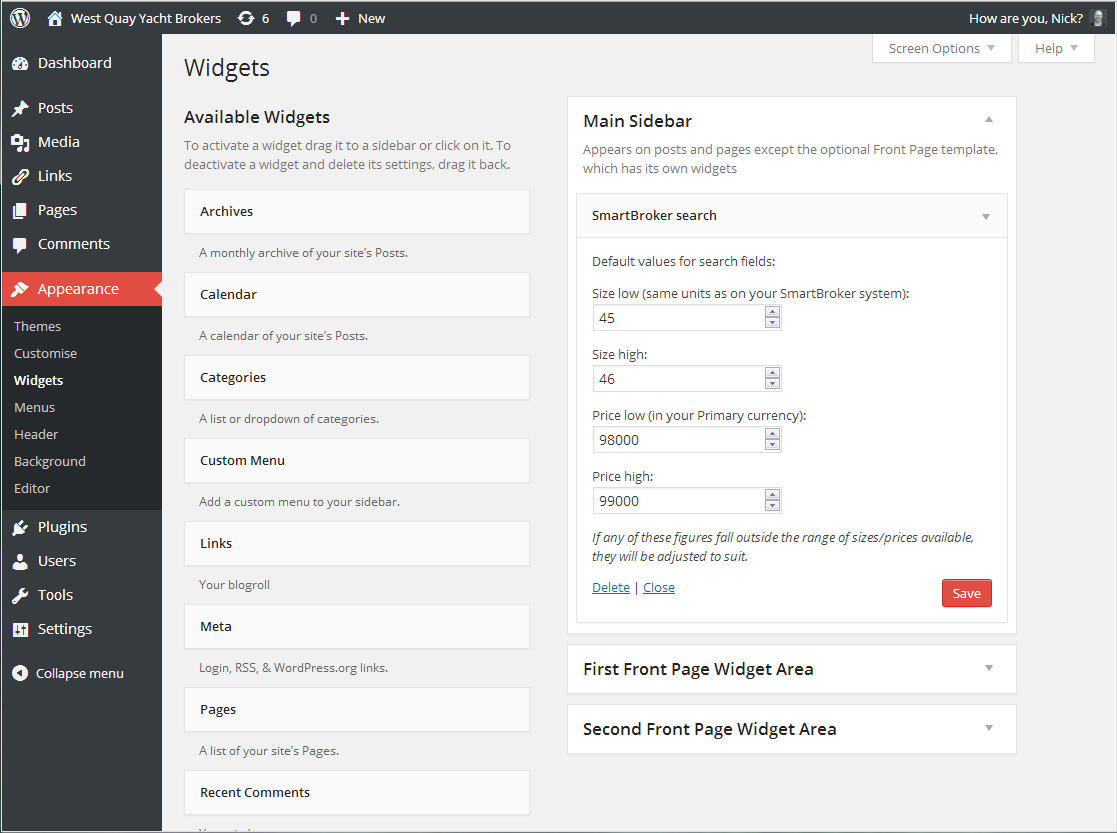 West Quay Yacht Brokers 6 0 New How are you, Nick?
Screen Options Help
Dashboard
Posts
Media
Links
Pages
Comments
Appearance
Themes
Customise
Widgets
Menus
Header
Background
Editor
Plugins
Users
Tools
Settings
Collapse menu
Widgets
Available Widgets
To activate a widget drag it to a sidebar or click on it. To
deactivate a widget and delete its settings, drag it back.
Archives
A monthly archive of your site's Posts.
Calendar
A calendar of your site's Posts.
Categories
A list or dropdown of categories.
Custom Menu
Add a custom menu to your sidebar.
Links
Your blogroll
Meta
Login, RSS, & WordPress.org links.
Pages
A list of your site's Pages.
Recent Comments
Main Sidebar
Appears on posts and pages except the optional Front Page template,
which has its own widgets
SmartBroker search
Default values for search fields:
Size low (same units as on your SmartBroker system):
45
Size high:
46
Price low (in your Primary currency):
98000
Price high:
99000
If any of these figures fall outside the range of sizes/prices available,
they will be adjusted to suit.
Delete | Close
Save
First Front Page Widget Area
Second Front Page Widget Area